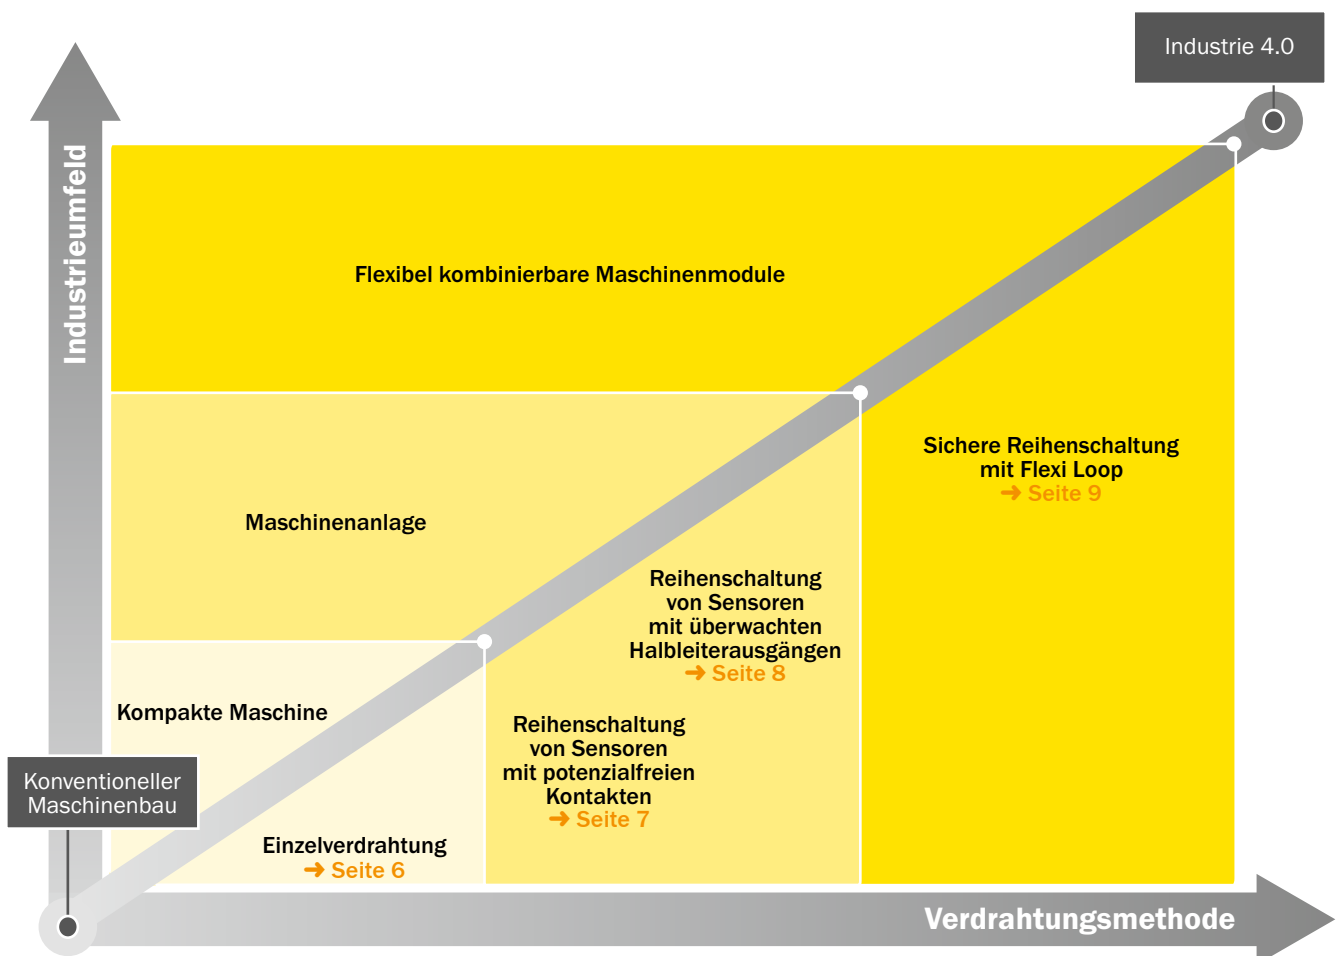 Industrie 4.0
Industrieumfeld
Flexibel kombinierbare Maschinenmodule
Sichere Reihenschaltung
mit Flexi Loop
➜ Seite 9
Maschinenanlage
Reihenschaltung
von Sensoren
mit überwachten
Halbleiterausgängen
➜ Seite 8
Kompakte Maschine
Reihenschaltung
von Sensoren
mit potenzialfreien
Kontakten
➜ Seite 7
Konventioneller
Maschinenbau
Einzelverdrahtung
➜ Seite 6
Verdrahtungsmethode